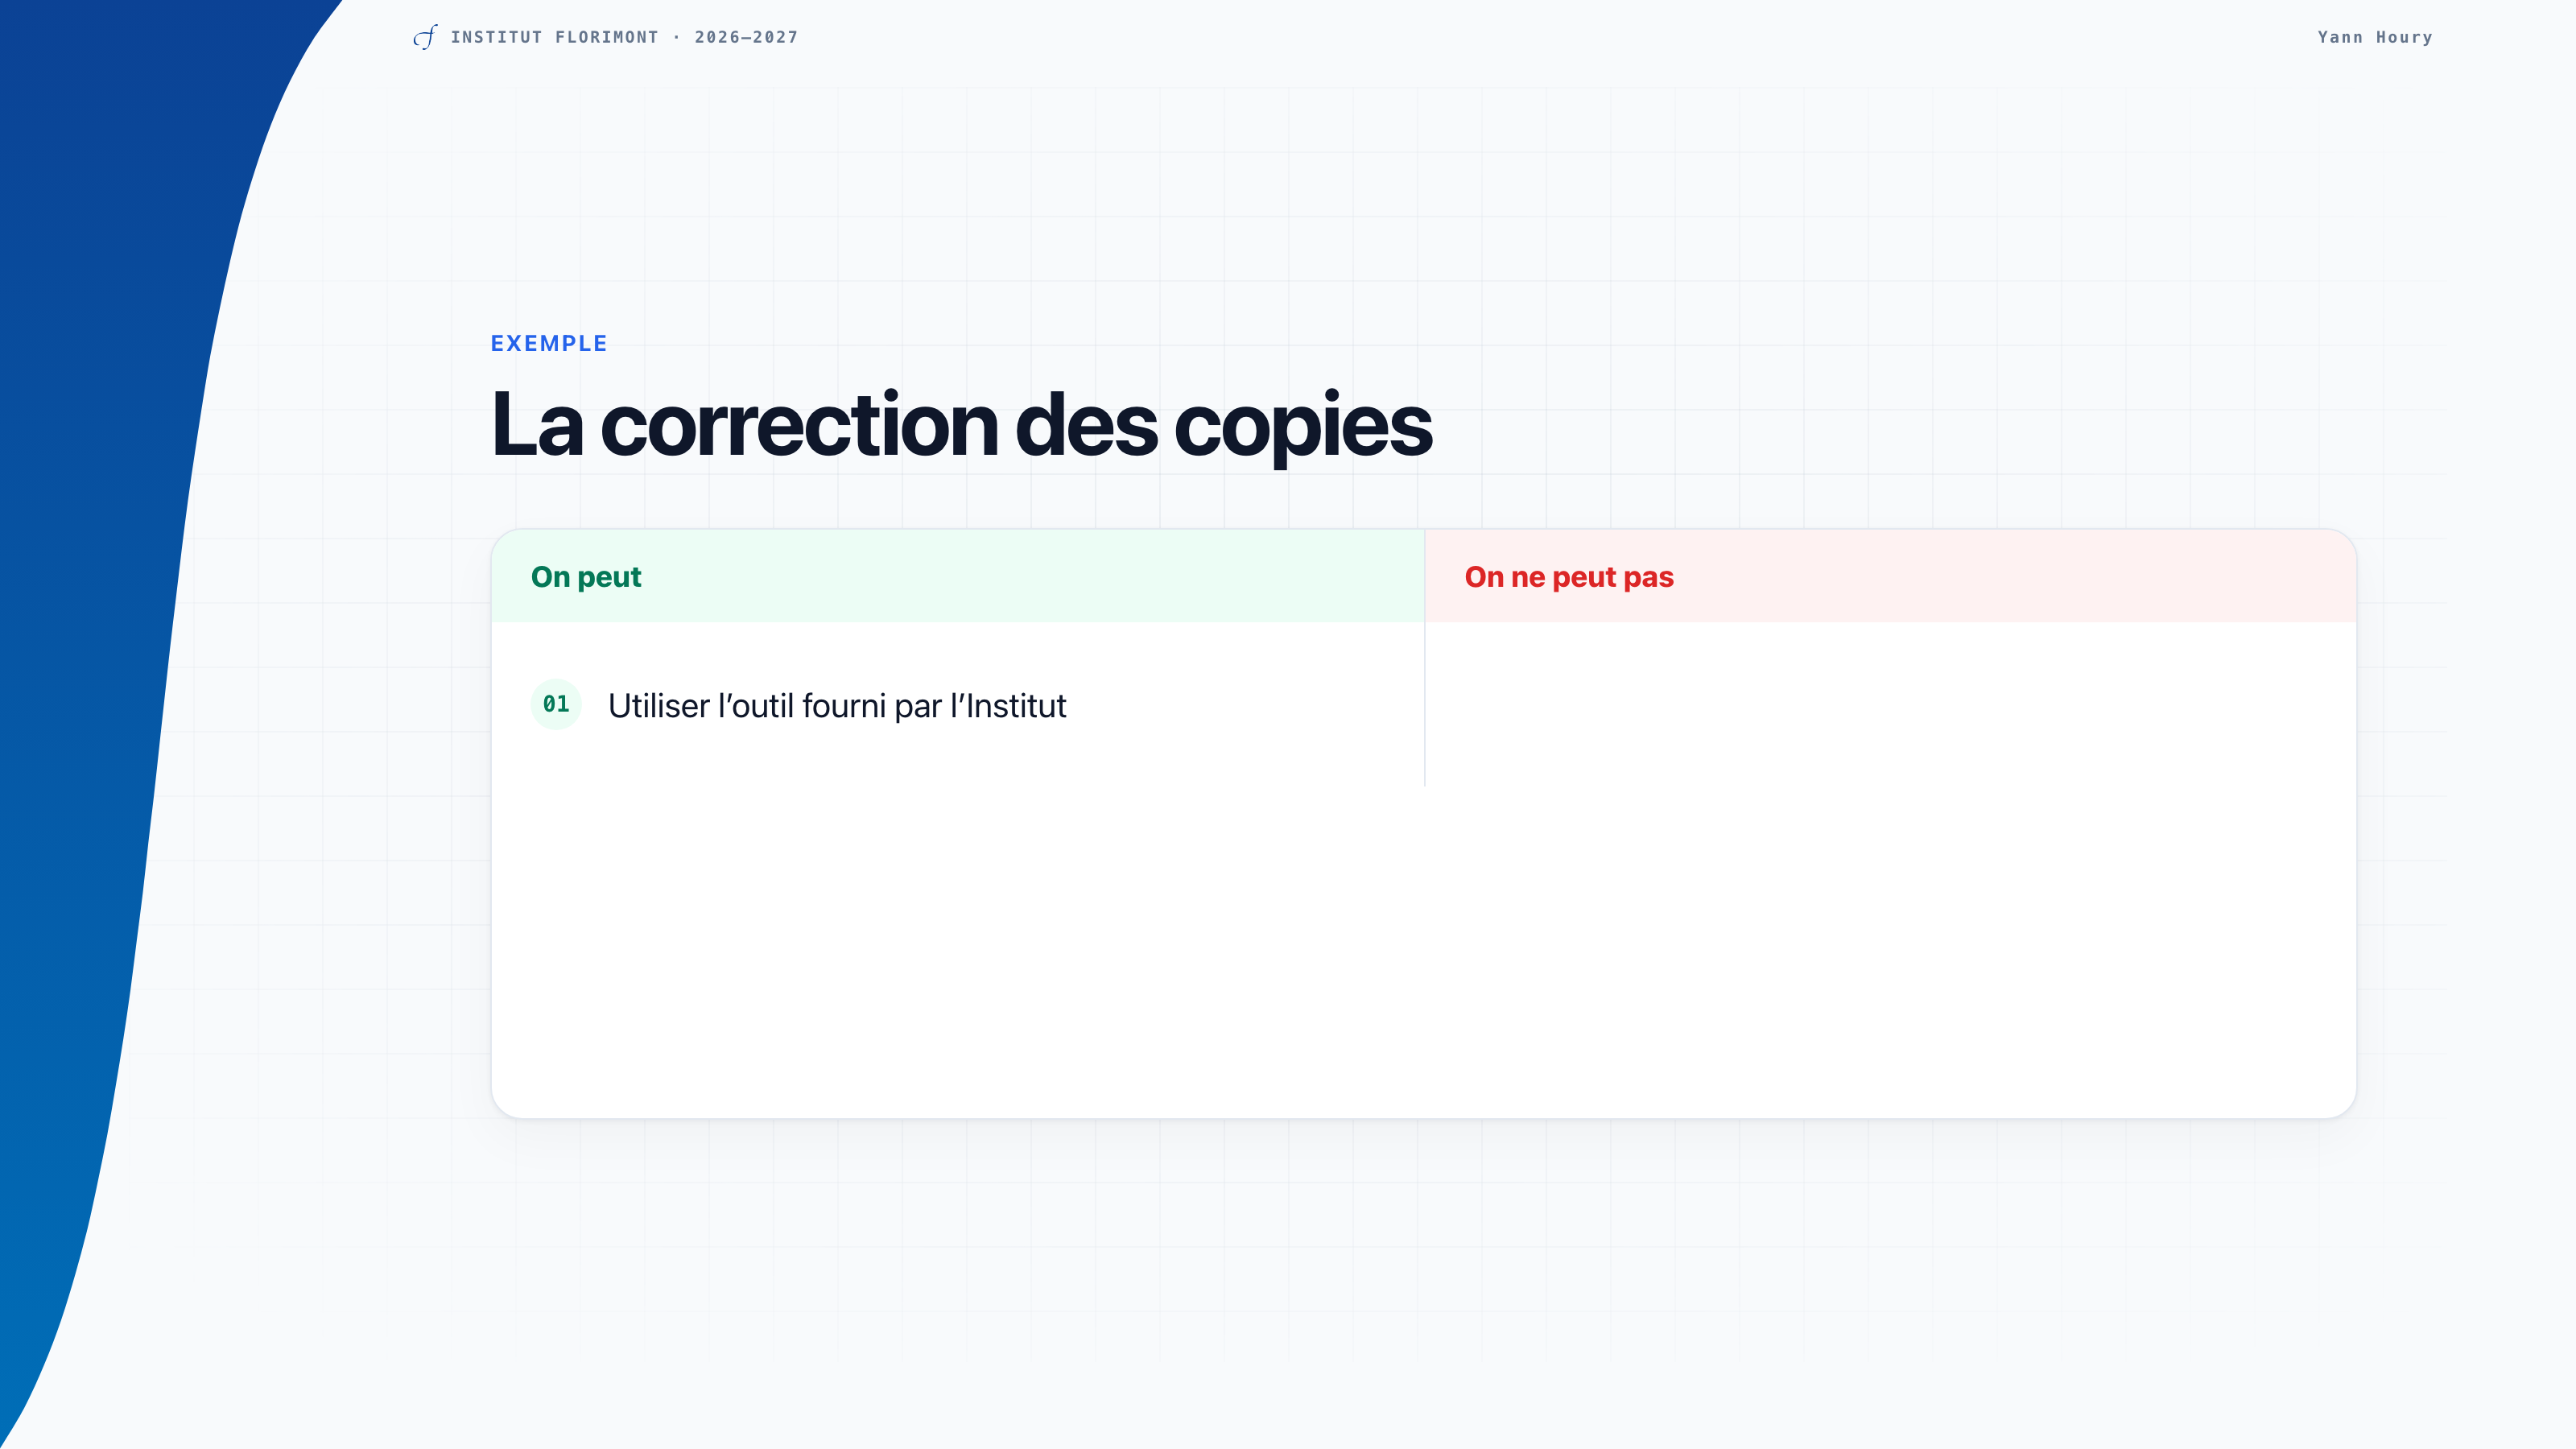 INSTITUT FLORIMONT · 2026–2027
Yann Houry
EXEMPLE
La correction des copies
On peut
On ne peut pas
01 Utiliser l’outil fourni par l’Institut